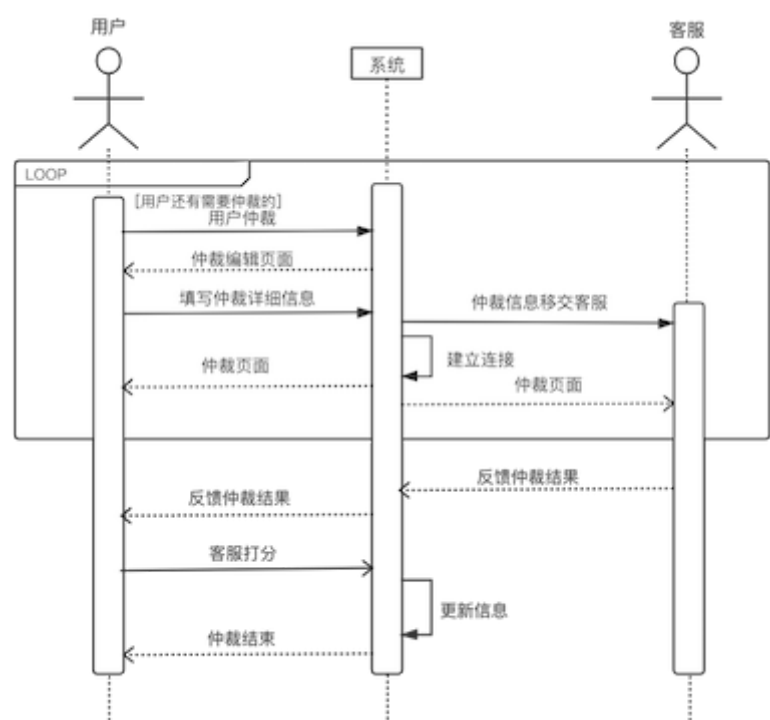 用户
客服
系统
LOOP
[用户还有需要仲裁的]
用户仲裁
仲裁编辑页面
填写仲裁详细信息
仲裁信息移交客服
建立连接
仲裁页面
仲裁页面
反馈仲裁结果
反馈仲裁结果
客服打分
更新信息
仲裁结束